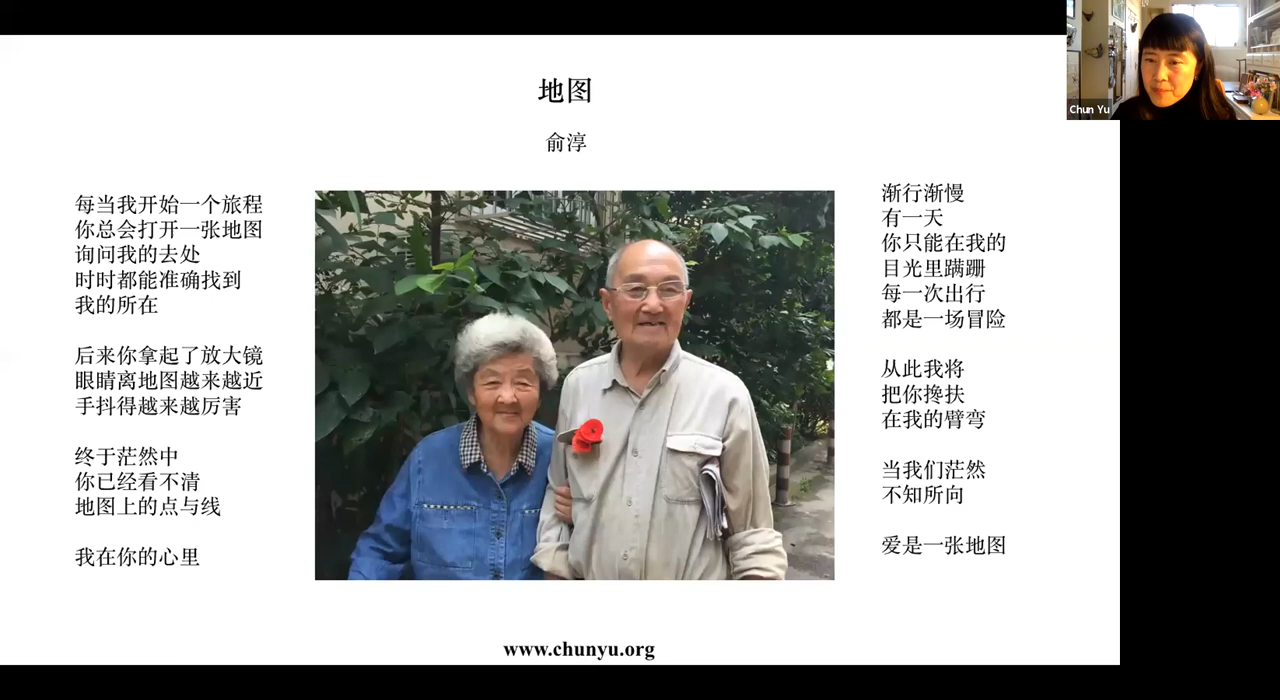 地图
俞淳
每当我开始一个旅程
你总会打开一张地图
询问我的去处
时时都能准确找到
我的所在
后来你拿起了放大镜
眼睛离地图越来越近
手抖得越来越厉害
终于茫然中
你已经看不清
地图上的点与线
我在你的心里
渐行渐慢
有一天
你只能在我的
目光里蹒跚
每一次出行
都是一场冒险
从此我将
把你搀扶
在我的臂弯
当我们茫然
不知所向
爱是一张地图
www.chunyu.org
Chun Yu